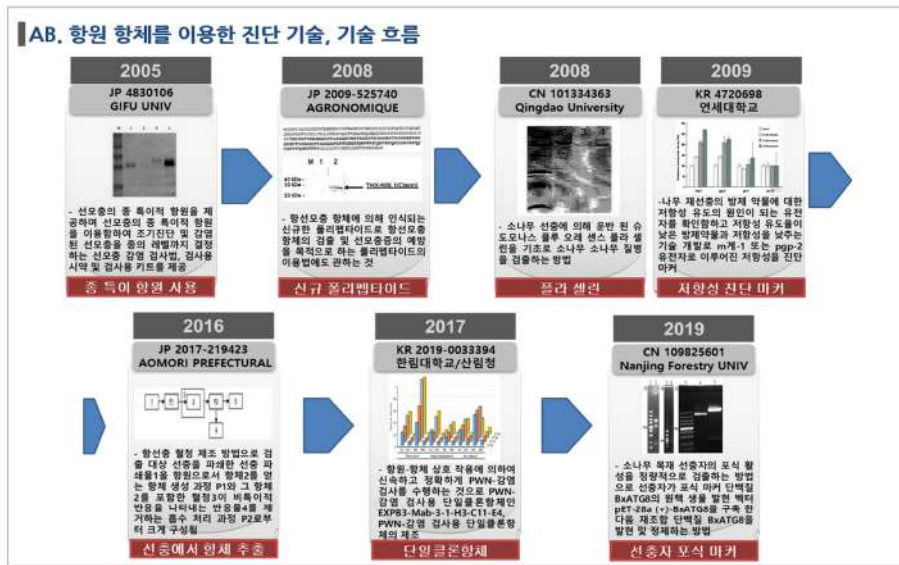 AB. 항원 항체를 이용한 진단 기술, 기술 흐름
2005
JP 4830106
GIFU UNIV
- 선모충의 종 특이적 항원을 제
공하며 선모충의 종 특이적 항원
을 이용함하여 조기진단 및 감염
된 선모충을 종의 레벨까지 결정
하는 선모충 감염 검사법, 검사용
시약 및 검사용 키트를 제공
종 특이 항원 사용
2008
JP 2009-525740
AGRONOMIQUE
M 1 2
- 항선모충 항체에 의해 인식되는
신규한 폴리펩타이드로 항선모충
항체의 검출 및 선모충증의 예방
을 목적으로 하는 폴리펩타이드의
이용법에도 관하는 것
신규 폴리펩타이드
2008
CN 101334363
Qingdao University
3 4
- 소나무 선충에 의해 운반 된 슈
도모나스 플루 오레 센스 플라 셀
린을 기초로 소나무 소나무 질병
을 검출하는 방법
플라 셀린
2009
KR 4720698
연세대학교
-나무 재선충의 방제 약물에 대한
저항성 유도의 원인이 되는 유전
자를 확인함하고 저항성 유도율이
낮은 방제약물과 저항성을 낮추는
기술 개발로 m게-1 또는 pgp-2
유전자로 이루어진 저항성을 진단
마커
저항성 진단 마커
2016
JP 2017-219423
AOMORI PREFECTURAL
- 항선충 혈청 제조 방법으로 검
출 대상 선충을 파쇄한 선충 파
쇄물1을 항원으로서 항체2를 얻
는 항체 생성 과정 P1와 그 항체
2를 포함한 혈청3이 비특이적
반응을 나타내는 반응물4를 제
거하는 흡수 처리 과정 P2로부
터 크게 구성됨
선충에서 항체 추출
2017
KR 2019-0033394
한림대학교/산림청
- 항원-항체 상호 작용에 의하여
신속하고 정확하게 PWN-감염
검사를 수행하는 것으로 PWN-
감염 검사용 단일클론항체인
EXPB3-Mab-3-1-H3-C11-E4,
PWN-감염 검사용 단일클론항
체의 제조
단일클론항체
2019
CN 109825601
Nanjing Forestry UNIV
- 소나무 목재 선충자의 포식 활
성을 정량적으로 검출하는 방법
으로 선충자가 포식 마커 단백질
BxATG8의 원핵 생물 발현 벡터
pET-28a (+)-BxATG8을 구축 한
다음 재조합 단백질 BxATG8을
발현 및 정제하는 방법
선충자 포식 마커